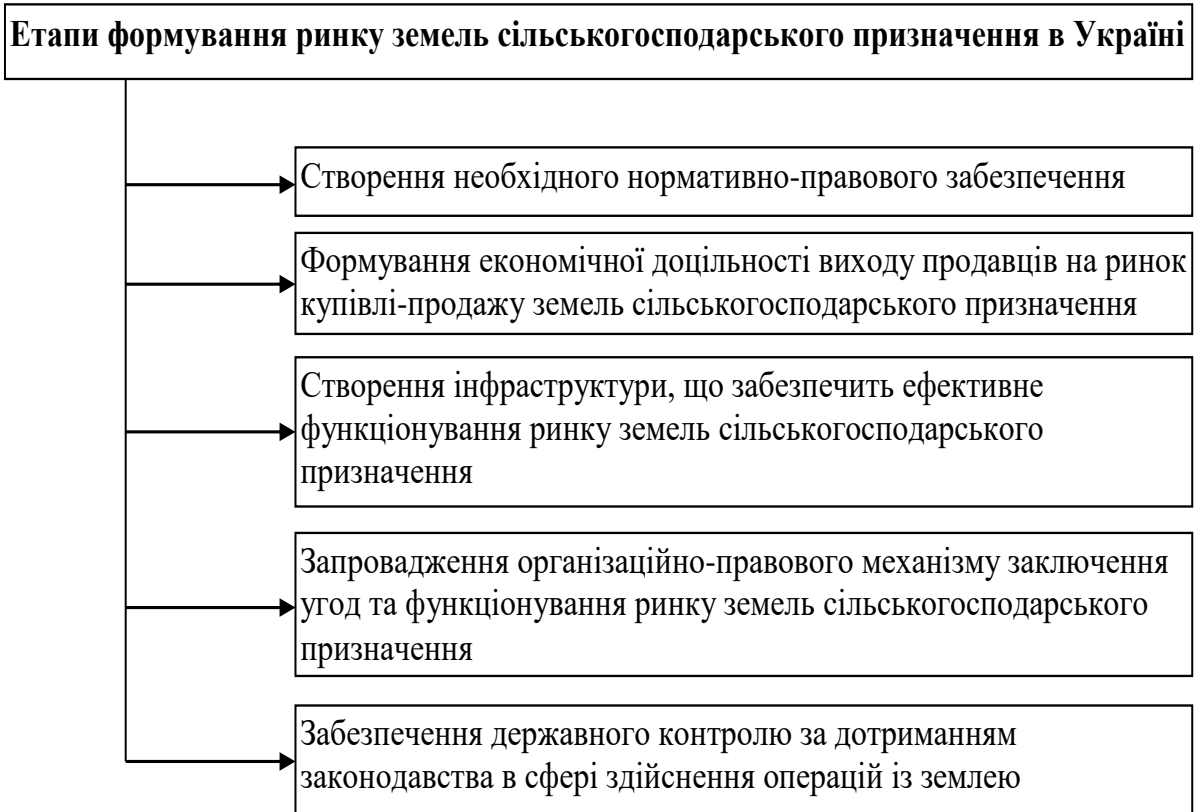 Етапи формування ринку земель сільськогосподарського призначення в Україні
Створення необхідного нормативно-правового забезпечення
Формування економічної доцільності виходу продавців на ринок
купівлі-продажу земель сільськогосподарського призначення
Створення інфраструктури, що забезпечить ефективне
функціонування ринку земель сільськогосподарського
призначення
Запровадження організаційно-правового механізму заключення
угод та функціонування ринку земель сільськогосподарського
призначення
Забезпечення державного контролю за дотриманням
законодавства в сфері здійснення операцій із землею